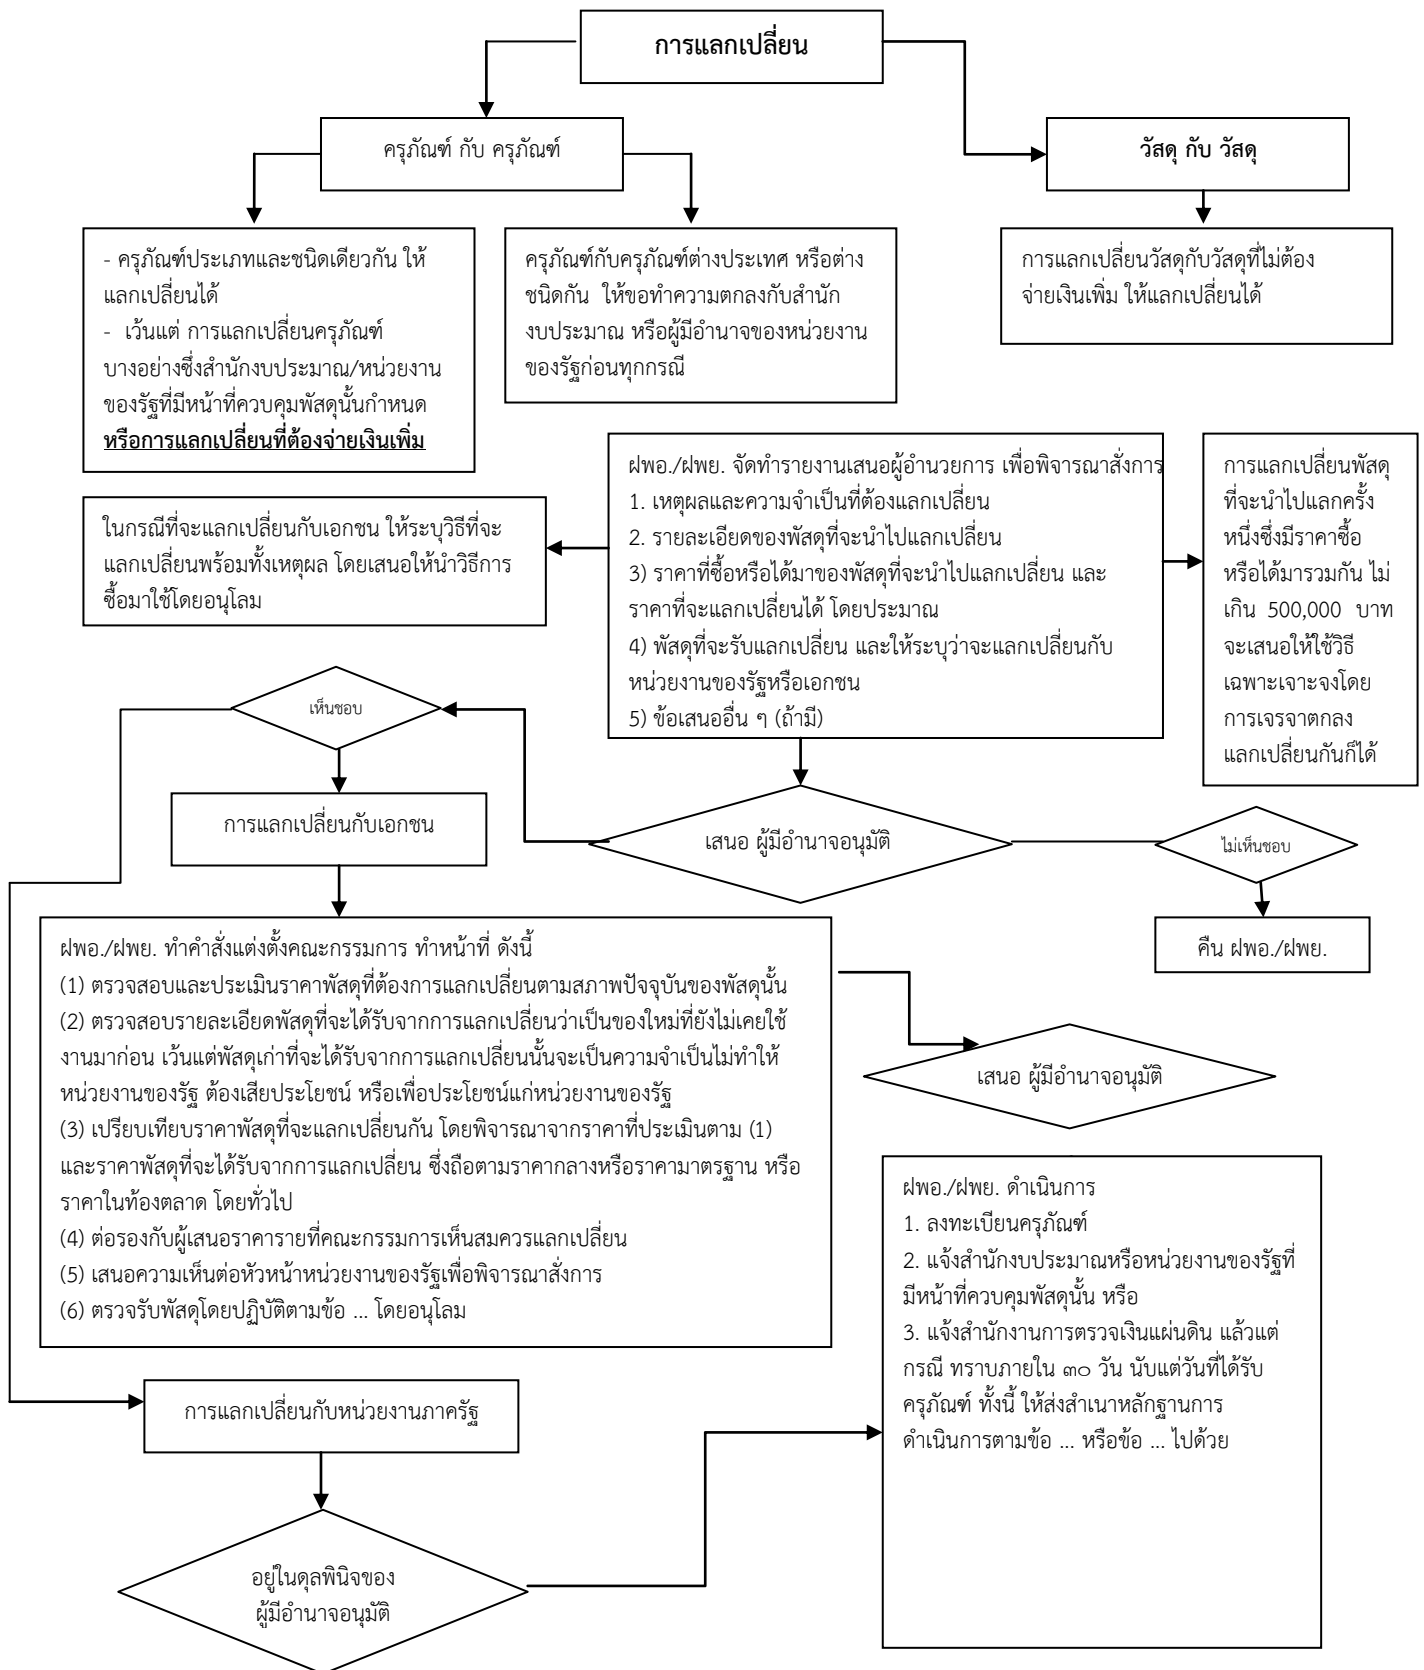 การแลกเปลี่ยน
ครุภัณฑ์ กับ ครุภัณฑ์
วัสดุ กับ วัสดุ
- ครุภัณฑ์ประเภทและชนิดเดียวกัน ให้
แลกเปลี่ยนได้
- เว้นแต่ การแลกเปลี่ยนครุภัณฑ์
บางอย่างซึ่งสำนักงบประมาณ/หน่วยงาน
ของรัฐที่มีหน้าที่ควบคุมพัสดุนั้นกำหนด
หรือการแลกเปลี่ยนที่ต้องจ่ายเงินเพิ่ม
ครุภัณฑ์กับครุภัณฑ์ต่างประเทศ หรือต่าง
ชนิดกัน ให้ขอทำความตกลงกับสำนัก
งบประมาณ หรือผู้มีอำนาจของหน่วยงาน
ของรัฐก่อนทุกกรณี
การแลกเปลี่ยนวัสดุกับวัสดุที่ไม่ต้อง
จ่ายเงินเพิ่ม ให้แลกเปลี่ยนได้
ในกรณีที่จะแลกเปลี่ยนกับเอกชน ให้ระบุวิธีที่จะ
แลกเปลี่ยนพร้อมทั้งเหตุผล โดยเสนอให้นำวิธีการ
ซื้อมาใช้โดยอนุโลม
ฝพอ./ฝพย. จัดทำรายงานเสนอผู้อำนวยการ เพื่อพิจารณาสั่งการ
1. เหตุผลและความจำเป็นที่ต้องแลกเปลี่ยน
2. รายละเอียดของพัสดุที่จะนำไปแลกเปลี่ยน
3) ราคาที่ซื้อหรือได้มาของพัสดุที่จะนำไปแลกเปลี่ยน และ
ราคาที่จะแลกเปลี่ยนได้ โดยประมาณ
4) พัสดุที่จะรับแลกเปลี่ยน และให้ระบุว่าจะแลกเปลี่ยนกับ
หน่วยงานของรัฐหรือเอกชน
5) ข้อเสนออื่น ๆ (ถ้ามี)
การแลกเปลี่ยนพัสดุ
ที่จะนำไปแลกครั้ง
หนึ่งซึ่งมีราคาซื้อ
หรือได้มารวมกัน ไม่
เกิน 500,000 บาท
จะเสนอให้ใช้วิธี
เฉพาะเจาะจงโดย
การเจรจาตกลง
แลกเปลี่ยนกันก็ได้
เห็นชอบ
การแลกเปลี่ยนกับเอกชน
เสนอ ผู้มีอำนาจอนุมัติ
ไม่เห็นชอบ
คืน ฝพอ./ฝพย.
ฝพอ./ฝพย. ทำคำสั่งแต่งตั้งคณะกรรมการ ทำหน้าที่ ดังนี้
(1) ตรวจสอบและประเมินราคาพัสดุที่ต้องการแลกเปลี่ยนตามสภาพปัจจุบันของพัสดุนั้น
(2) ตรวจสอบรายละเอียดพัสดุที่จะได้รับจากการแลกเปลี่ยนว่าเป็นของใหม่ที่ยังไม่เคยใช้
งานมาก่อน เว้นแต่พัสดุเก่าที่จะได้รับจากการแลกเปลี่ยนนั้นจะเป็นความจำเป็นไม่ทำให้
หน่วยงานของรัฐ ต้องเสียประโยชน์ หรือเพื่อประโยชน์แก่หน่วยงานของรัฐ
(3) เปรียบเทียบราคาพัสดุที่จะแลกเปลี่ยนกัน โดยพิจารณาจากราคาที่ประเมินตาม (1)
และราคาพัสดุที่จะได้รับจากการแลกเปลี่ยน ซึ่งถือตามราคากลางหรือราคามาตรฐาน หรือ
ราคาในท้องตลาด โดยทั่วไป
(4) ต่อรองกับผู้เสนอราคารายที่คณะกรรมการเห็นสมควรแลกเปลี่ยน
(5) เสนอความเห็นต่อหัวหน้าหน่วยงานของรัฐเพื่อพิจารณาสั่งการ
(6) ตรวจรับพัสดุโดยปฏิบัติตามข้อ ... โดยอนุโลม
เสนอ ผู้มีอำนาจอนุมัติ
ฝพอ./ฝพย. ดำเนินการ
1. ลงทะเบียนครุภัณฑ์
2. แจ้งสำนักงบประมาณหรือหน่วยงานของรัฐที่
มีหน้าที่ควบคุมพัสดุนั้น หรือ
3. แจ้งสำนักงานการตรวจเงินแผ่นดิน แล้วแต่
กรณี ทราบภายใน ๓๐ วัน นับแต่วันที่ได้รับ
ครุภัณฑ์ ทั้งนี้ ให้ส่งสำเนาหลักฐานการ
ดำเนินการตามข้อ ... หรือข้อ ... ไปด้วย
การแลกเปลี่ยนกับหน่วยงานภาครัฐ
อยู่ในดุลพินิจของ
ผู้มีอำนาจอนุมัติ